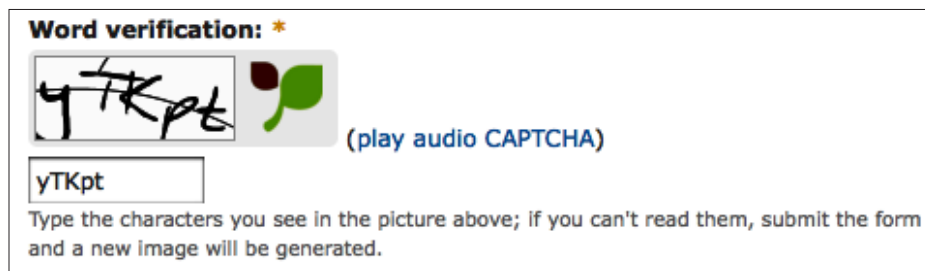 Word verification: *
yTKpt
(play audio CAPTCHA)
yTKpt
Type the characters you see in the picture above; if you can't read them, submit the form
and a new image will be generated.